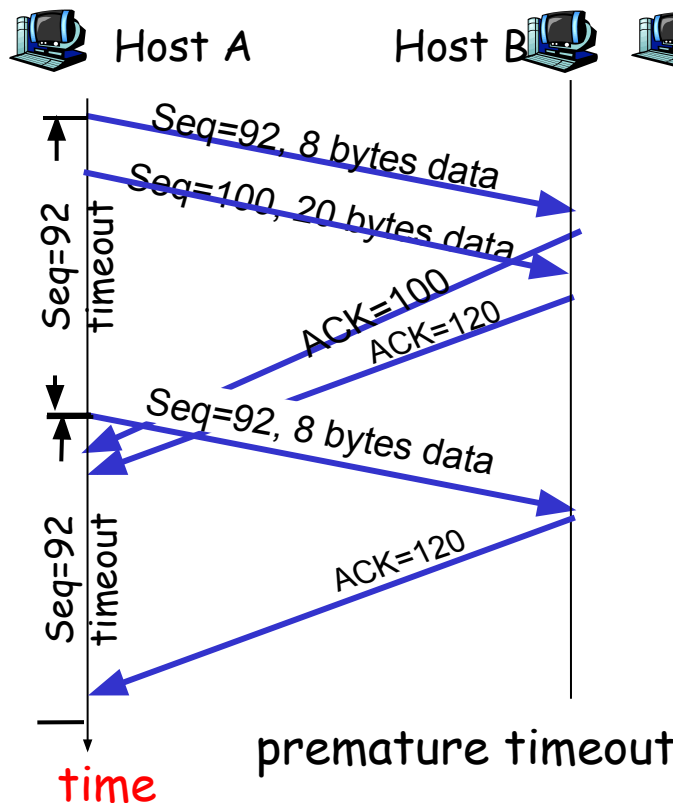 Host A
Host B
Seq=92, 8 bytes data
Seq=100, 20 bytes data
Seq=92 timeout
ACK=100
ACK=120
Seq=92, 8 bytes data
Seq=92 timeout
ACK=120
premature timeout
time